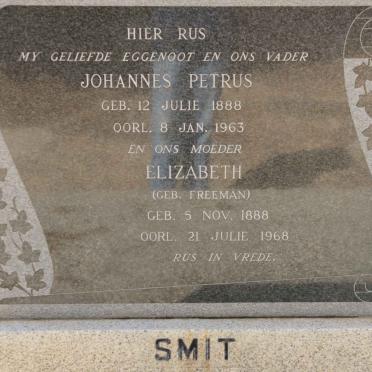 HIER RUS
MY GELIEFDE EGGENOOT EN ONS VADER
JOHANNES PETRUS
GEB. 12 JULIE 1888
OORL. 8 JAN. 1963
EN ONS MOEDER
ELIZABETH
(GEB. FREEMAN)
GEB. 5 NOV. 1888
OORL. 21 JULIE 1968
RUS IN VREDE.
SMIT